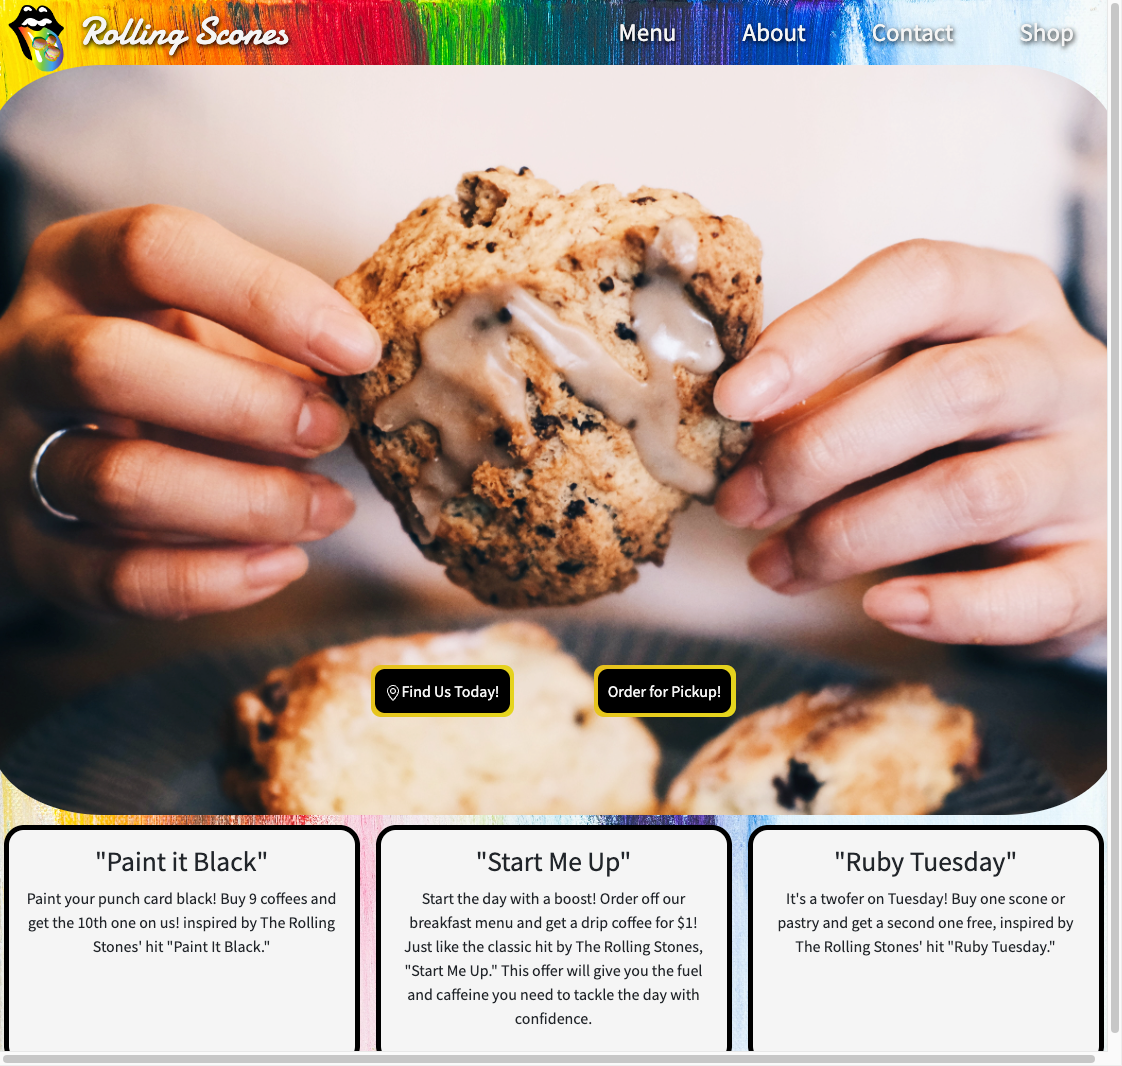 Rolling Scones
Menu About Contact Shop
Find Us Today!
Order for Pickup!
"Paint it Black"
Paint your punch card black! Buy 9 coffees and
get the 10th one on us! inspired by The Rolling
Stones' hit "Paint It Black."
"Start Me Up"
Start the day with a boost! Order off our
breakfast menu and get a drip coffee for $1!
Just like the classic hit by The Rolling Stones,
"Start Me Up." This offer will give you the fuel
and caffeine you need to tackle the day with
confidence.
"Ruby Tuesday"
It's a twofer on Tuesday! Buy one scone or
pastry and get a second one free, inspired by
The Rolling Stones' hit "Ruby Tuesday."